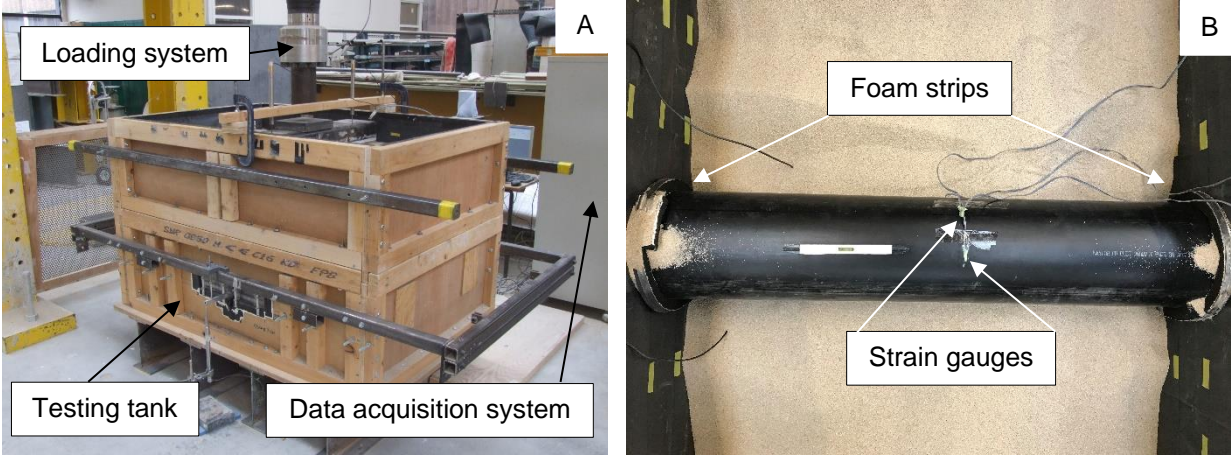 A
Loading system
Testing tank
Data acquisition system
B
Foam strips
Strain gauges